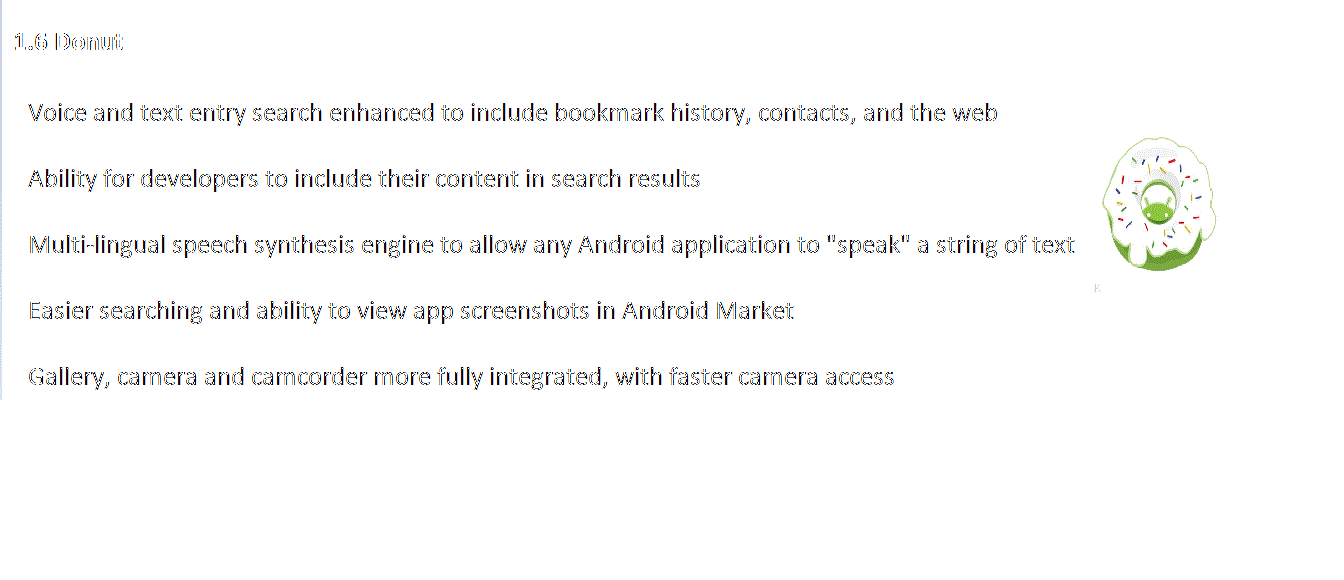 1.6 Donut
Voice and text entry search enhanced to include bookmark history, contacts, and the web
Ability for developers to include their content in search results
Multi-lingual speech synthesis engine to allow any Android application to "speak" a string of text
Easier searching and ability to view app screenshots in Android Market
Gallery, camera and camcorder more fully integrated, with faster camera access